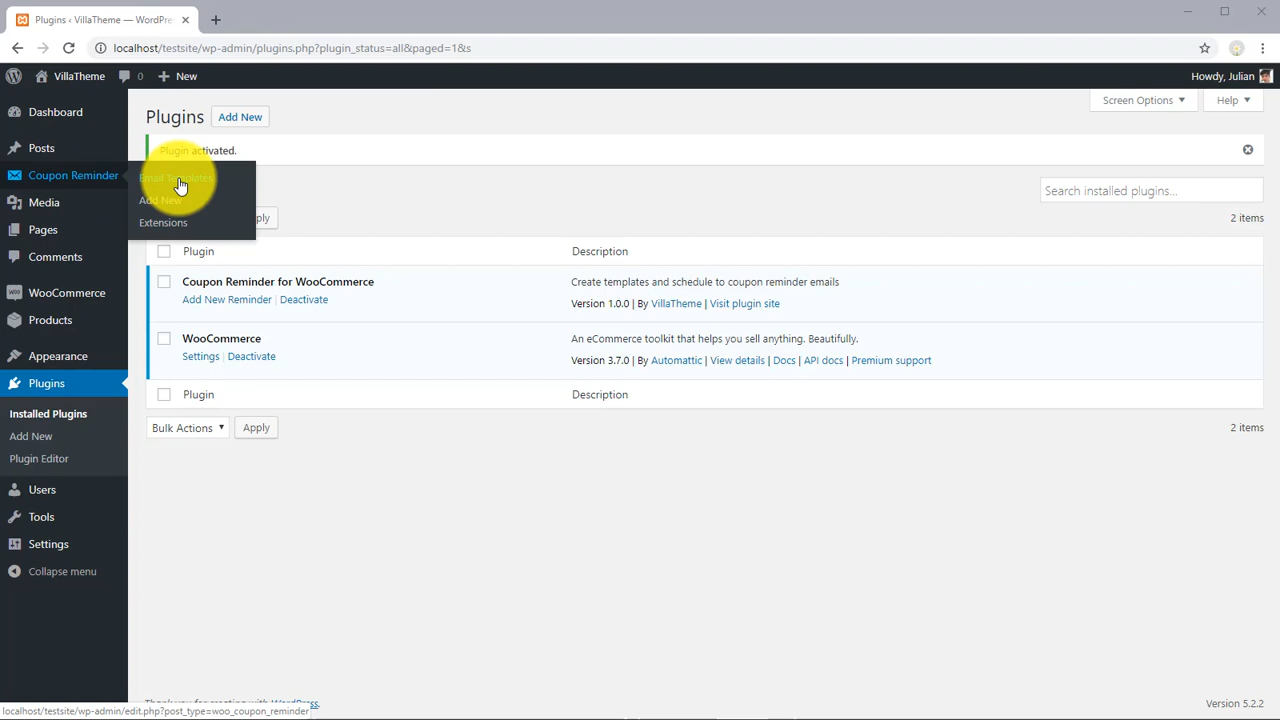 Plugins ‹ VillaTheme — WordPre
localhost/testsite/wp-admin/plugins.php?plugin_status=all&paged=1&s
VillaTheme
0
New
Howdy, Julian
Dashboard
Posts
Coupon Reminder
Media
Pages
Comments
WooCommerce
Products
Appearance
Plugins
Installed Plugins
Add New
Plugin Editor
Users
Tools
Settings
Collapse menu
Email Templates
Add New
Extensions
Plugins
Add New
Screen Options
Help
Plugin activated.
Search installed plugins...
2 items
Plugin
Description
Coupon Reminder for WooCommerce
Add New Reminder | Deactivate
Create templates and schedule to coupon reminder emails
Version 1.0.0 | By VillaTheme | Visit plugin site
WooCommerce
Settings | Deactivate
An eCommerce toolkit that helps you sell anything. Beautifully.
Version 3.7.0 | By Automattic | View details | Docs | API docs | Premium support
Plugin
Description
Bulk Actions
Apply
2 items
Thank you for creating with WordPress.
Version 5.2.2
localhost/testsite/wp-admin/edit.php?post_type=woo_coupon_reminder